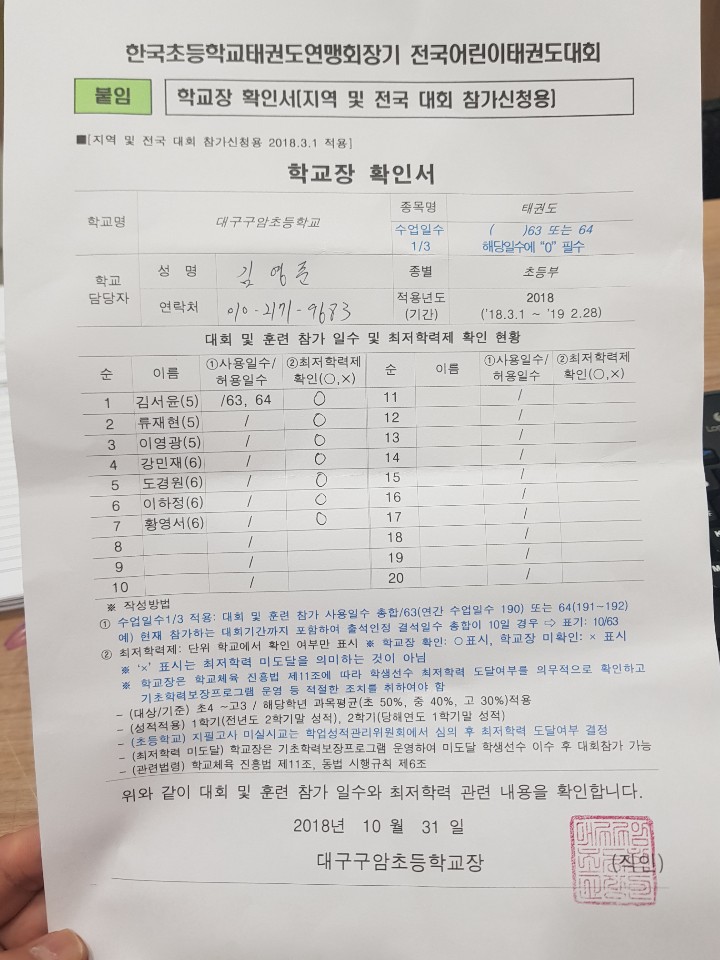 한국초등학교태권도연맹회장기 전국어린이태권도대회
붙임 학교장 확인서[지역 및 전국 대회 참가신청용]
■[지역 및 전국 대회 참가신청용 2018.3.1 적용]
학교장 확인서
학교명 대구구암초등학교 종목명 태권도
수업일수 1/3 ( )63 또는 64 해당일수에 "0" 필수
학교 담당자 성 명 김영준 종별 초등부
연락처 010-2171-9683 적용년도 (기간) 2018 ('18.3.1 ~ '19 2.28)
대회 및 훈련 참가 일수 및 최저학력제 확인 현황
순 이름 ①사용일수/허용일수 ②최저학력제 확인(○,×) 순 이름 ①사용일수/허용일수 ②최저학력제 확인(○,×)
1 김서윤(5) /63, 64 ○ 11 /
2 류재현(5) / ○ 12 /
3 이영광(5) / ○ 13 /
4 강민재(6) / ○ 14 /
5 도경원(6) / ○ 15 /
6 이하정(6) / ○ 16 /
7 황영서(6) / ○ 17 /
8 / 18 /
9 / 19 /
10 / 20 /
※ 작성방법
① 수업일수1/3 적용: 대회 및 훈련 참가 사용일수 총합/63(연간 수업일수 190) 또는 64(191~192)
예) 현재 참가하는 대회기간까지 포함하여 출석인정 결석일수 총합이 10일 경우 ⇨ 표기: 10/63
② 최저학력제: 단위 학교에서 확인 여부만 표시 ※ 학교장 확인: ○표시, 학교장 미확인: × 표시
※ '×' 표시는 최저학력 미도달을 의미하는 것이 아님
※ 학교장은 학교체육 진흥법 제11조에 따라 학생선수 최저학력 도달여부를 의무적으로 확인하고
기초학력보장프로그램 운영 등 적절한 조치를 취하여야 함
- (대상/기준) 초4 ~고3 / 해당학년 과목평균(초 50%, 중 40%, 고 30%)적용
- (성적적용) 1학기(전년도 2학기말 성적), 2학기(당해연도 1학기말 성적)
- (초등학교) 지필고사 미실시교는 학업성적관리위원회에서 심의 후 최저학력 도달여부 결정
- (최저학력 미도달) 학교장은 기초학력보장프로그램 운영하여 미도달 학생선수 이수 후 대회참가 가능
- (관련법령) 학교체육 진흥법 제11조, 동법 시행규칙 제6조
위와 같이 대회 및 훈련 참가 일수와 최저학력 관련 내용을 확인합니다.
2018년 10 월 31 일
대구구암초등학교장 (직인)